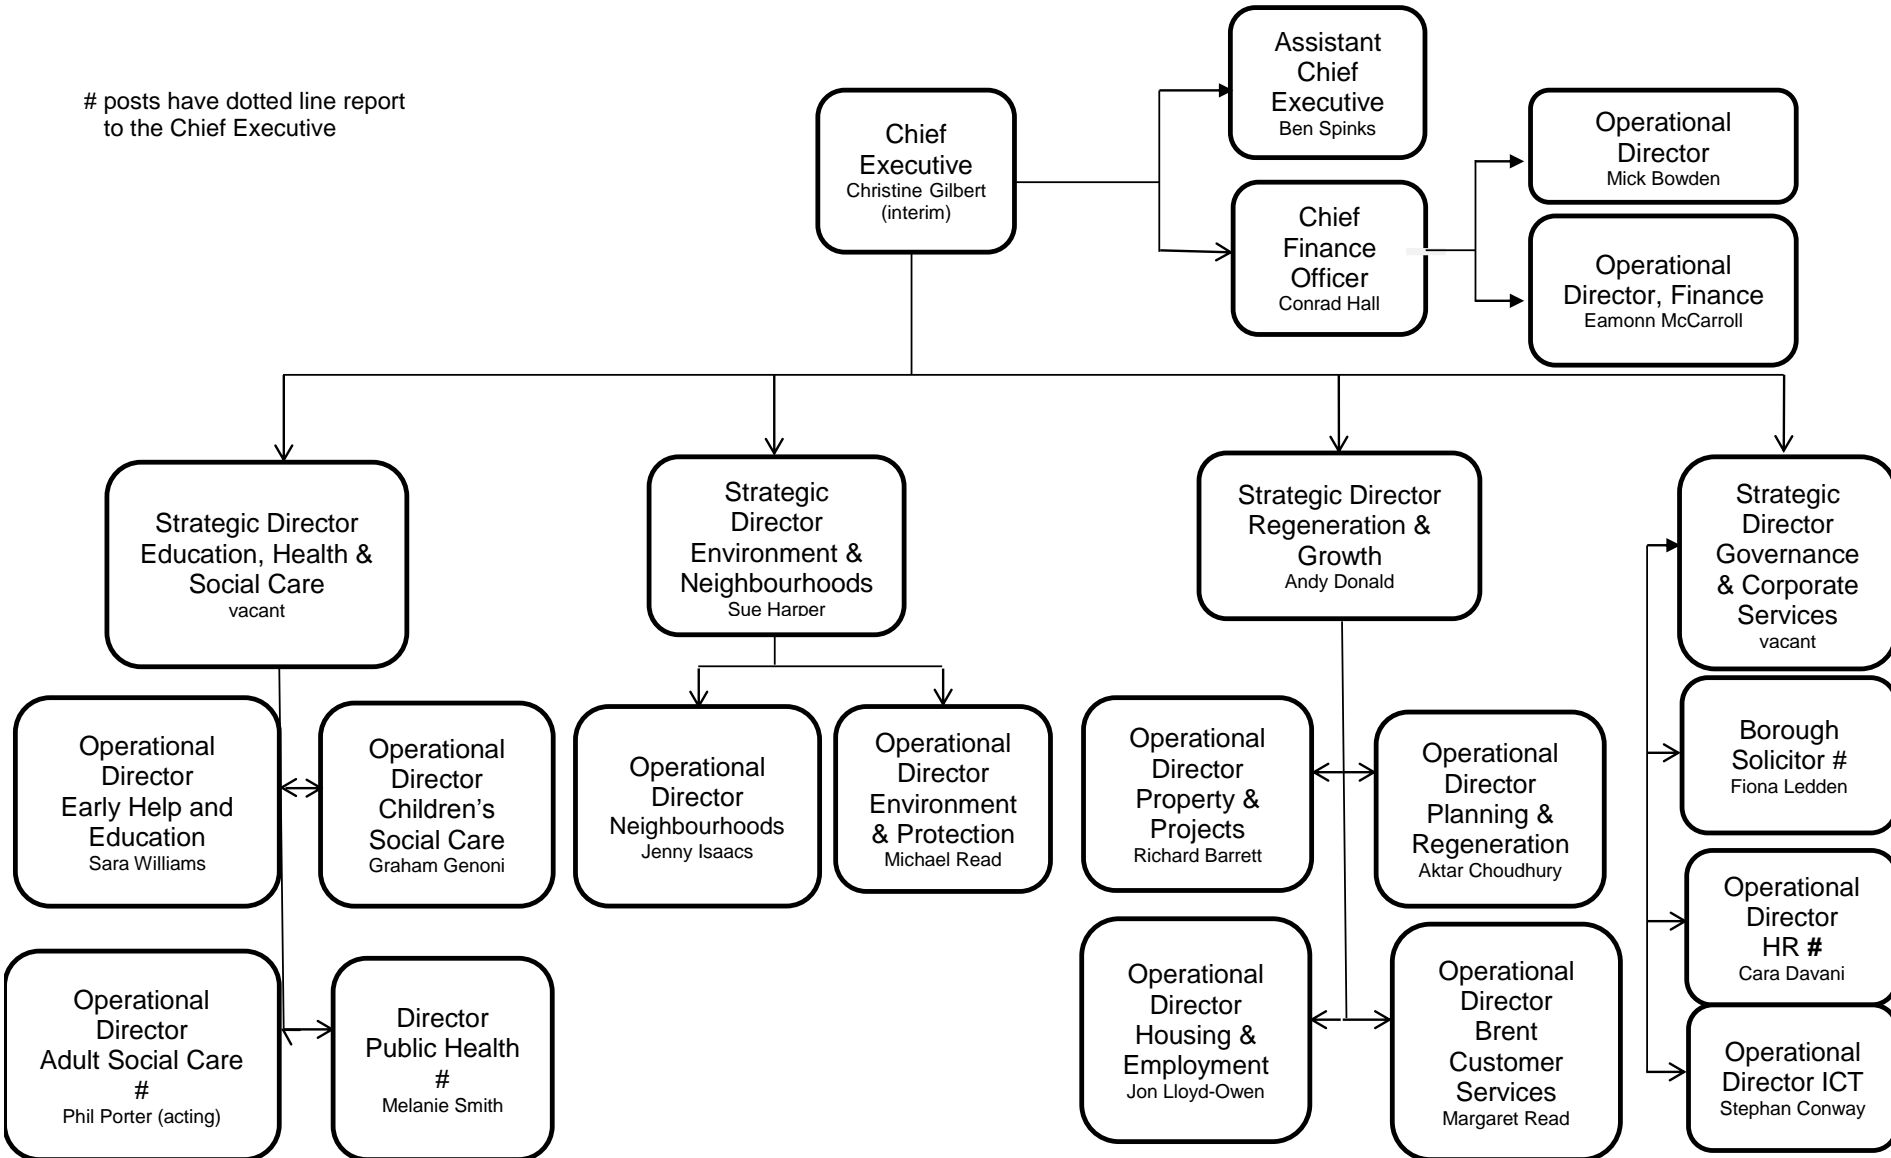 # posts have dotted line report
to the Chief Executive
Chief
Executive
Christine Gilbert
(interim)
Assistant
Chief
Executive
Ben Spinks
Chief
Finance
Officer
Conrad Hall
Operational
Director
Mick Bowden
Operational
Director, Finance
Eamonn McCarroll
Strategic Director
Education, Health &
Social Care
vacant
Strategic
Director
Environment &
Neighbourhoods
Sue Harper
Strategic Director
Regeneration &
Growth
Andy Donald
Strategic
Director
Governance
& Corporate
Services
vacant
Operational
Director
Early Help and
Education
Sara Williams
Operational
Director
Children’s
Social Care
Graham Genoni
Operational
Director
Neighbourhoods
Jenny Isaacs
Operational
Director
Environment
& Protection
Michael Read
Operational
Director
Property &
Projects
Richard Barrett
Operational
Director
Planning &
Regeneration
Aktar Choudhury
Borough
Solicitor #
Fiona Ledden
Operational
Director
HR #
Cara Davani
Operational
Director
Adult Social Care
#
Phil Porter (acting)
Director
Public Health
#
Melanie Smith
Operational
Director
Housing &
Employment
Jon Lloyd-Owen
Operational
Director
Brent
Customer
Services
Margaret Read
Operational
Director ICT
Stephan Conway